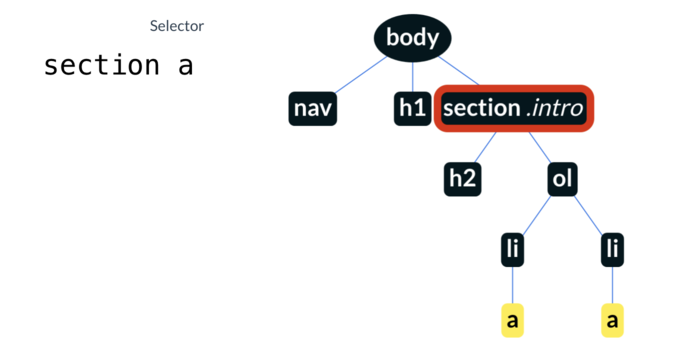 Selector
section a
body
nav
h1
section .intro
h2
ol
li
li
a
a